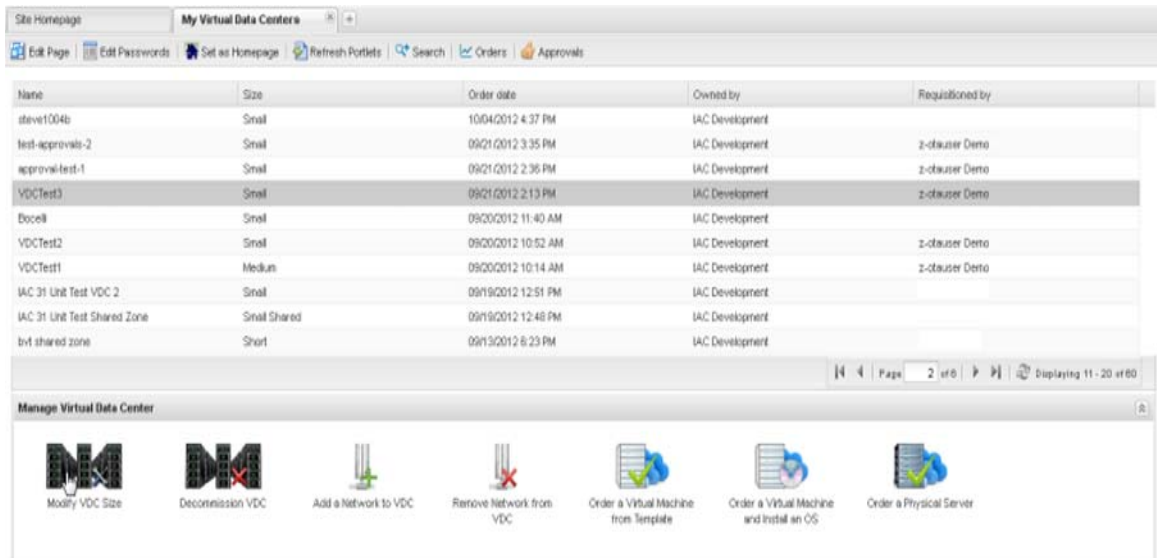 Site Homepage My Virtual Data Centers
Edit Page Edit Passwords Set as Homepage Refresh Portlets Search Orders Approvals
Name Size Order date Owned by Requisitioned by
steve1004b Small 10/04/2012 4:37 PM IAC Development
test-approvals-2 Small 09/21/2012 3:35 PM IAC Development z-otauser Demo
approval-test-1 Small 09/21/2012 2:36 PM IAC Development z-otauser Demo
VDCTest3 Small 09/21/2012 2:13 PM IAC Development z-otauser Demo
Bocelli Small 09/20/2012 11:40 AM IAC Development
VDCTest2 Small 09/20/2012 10:52 AM IAC Development z-otauser Demo
VDCTest1 Medium 09/20/2012 10:14 AM IAC Development z-otauser Demo
IAC 31 Unit Test VDC 2 Small 09/19/2012 12:51 PM IAC Development
IAC 31 Unit Test Shared Zone Small Shared 09/19/2012 12:48 PM IAC Development
bvt shared zone Short 09/13/2012 6:23 PM IAC Development
Page 2 of 6 Displaying 11 - 20 of 60
Manage Virtual Data Center
Modify VDC Size Decommission VDC Add a Network to VDC Remove Network from VDC Order a Virtual Machine from Template Order a Virtual Machine and Install an OS Order a Physical Server